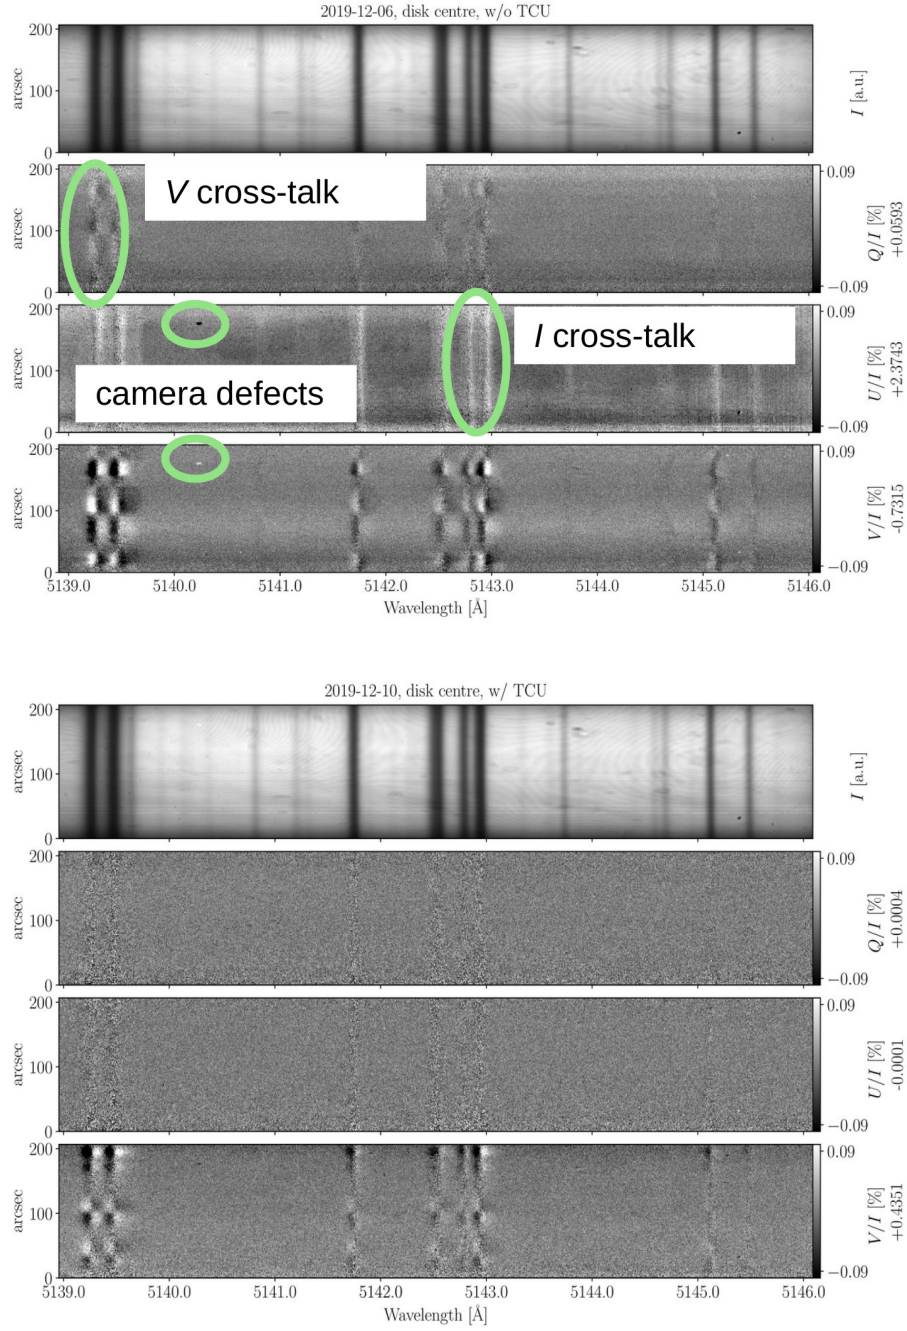 2019-12-06, disk centre, w/o TCU
200
100
0
arcsec
I [a.u.]
V cross-talk
200
100
0
arcsec
0.09
−0.09
Q/I [%]
+0.0593
I cross-talk
camera defects
200
100
0
arcsec
0.09
−0.09
U/I [%]
+2.3743
200
100
0
arcsec
0.09
−0.09
V/I [%]
-0.7315
5139.0 5140.0 5141.0 5142.0 5143.0 5144.0 5145.0 5146.0
Wavelength [Å]
2019-12-10, disk centre, w/ TCU
200
100
0
arcsec
I [a.u.]
200
100
0
arcsec
0.09
−0.09
Q/I [%]
+0.0004
200
100
0
arcsec
0.09
−0.09
U/I [%]
-0.0001
200
100
0
arcsec
0.09
−0.09
V/I [%]
+0.4351
5139.0 5140.0 5141.0 5142.0 5143.0 5144.0 5145.0 5146.0
Wavelength [Å]